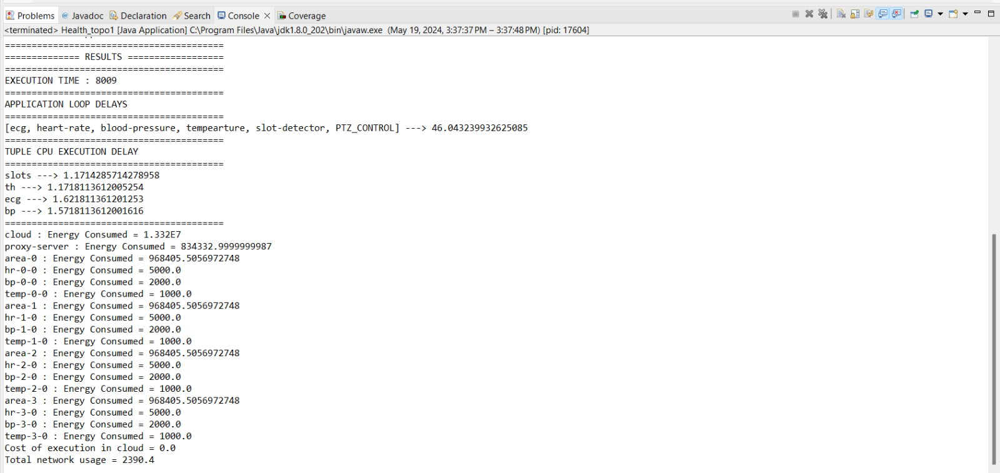 Problems @ Javadoc Declaration Search Console Coverage
<terminated> Health_topo1 [Java Application] C:\Program Files\Java\jdk1.8.0_202\bin\javaw.exe (May 19, 2024, 3:37:37 PM – 3:37:48 PM) [pid: 17604]
=========================================
============== RESULTS ==================
=========================================
EXECUTION TIME : 8009
=========================================
APPLICATION LOOP DELAYS
=========================================
[ecg, heart-rate, blood-pressure, tempearture, slot-detector, PTZ_CONTROL] ---> 46.043239932625085
=========================================
TUPLE CPU EXECUTION DELAY
=========================================
slots ---> 1.1714285714278958
th ---> 1.1718113612005254
ecg ---> 1.621811361201253
bp ---> 1.5718113612001616
=========================================
cloud : Energy Consumed = 1.332E7
proxy-server : Energy Consumed = 834332.9999999987
area-0 : Energy Consumed = 968405.5056972748
hr-0-0 : Energy Consumed = 5000.0
bp-0-0 : Energy Consumed = 2000.0
temp-0-0 : Energy Consumed = 1000.0
area-1 : Energy Consumed = 968405.5056972748
hr-1-0 : Energy Consumed = 5000.0
bp-1-0 : Energy Consumed = 2000.0
temp-1-0 : Energy Consumed = 1000.0
area-2 : Energy Consumed = 968405.5056972748
hr-2-0 : Energy Consumed = 5000.0
bp-2-0 : Energy Consumed = 2000.0
temp-2-0 : Energy Consumed = 1000.0
area-3 : Energy Consumed = 968405.5056972748
hr-3-0 : Energy Consumed = 5000.0
bp-3-0 : Energy Consumed = 2000.0
temp-3-0 : Energy Consumed = 1000.0
Cost of execution in cloud = 0.0
Total network usage = 2390.4